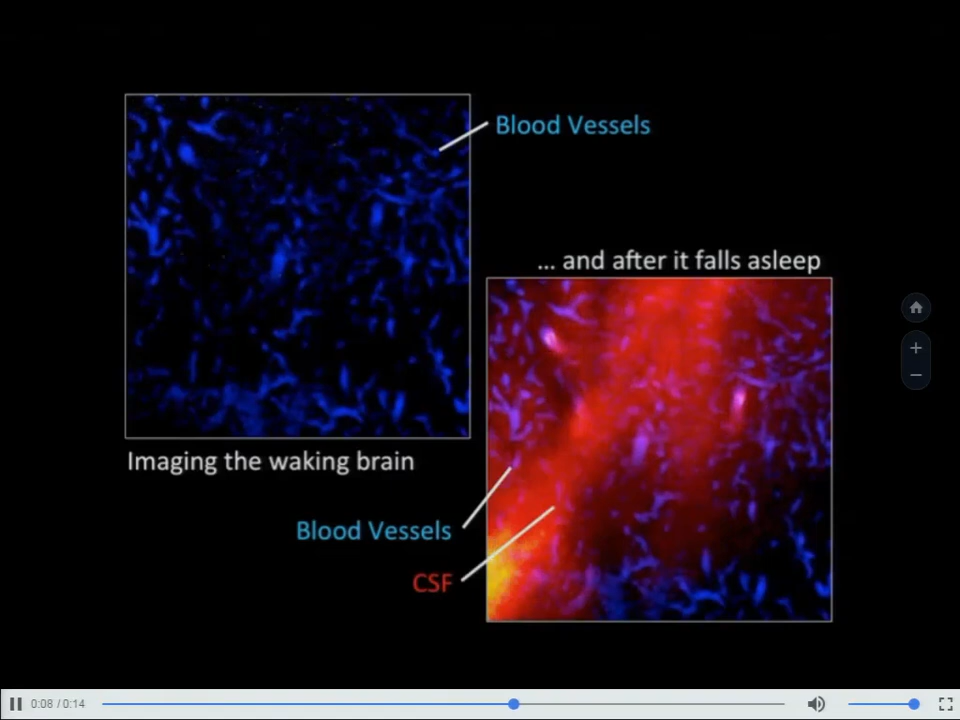 Blood Vessels
... and after it falls asleep
Imaging the waking brain
Blood Vessels
CSF
0:08 / 0:14